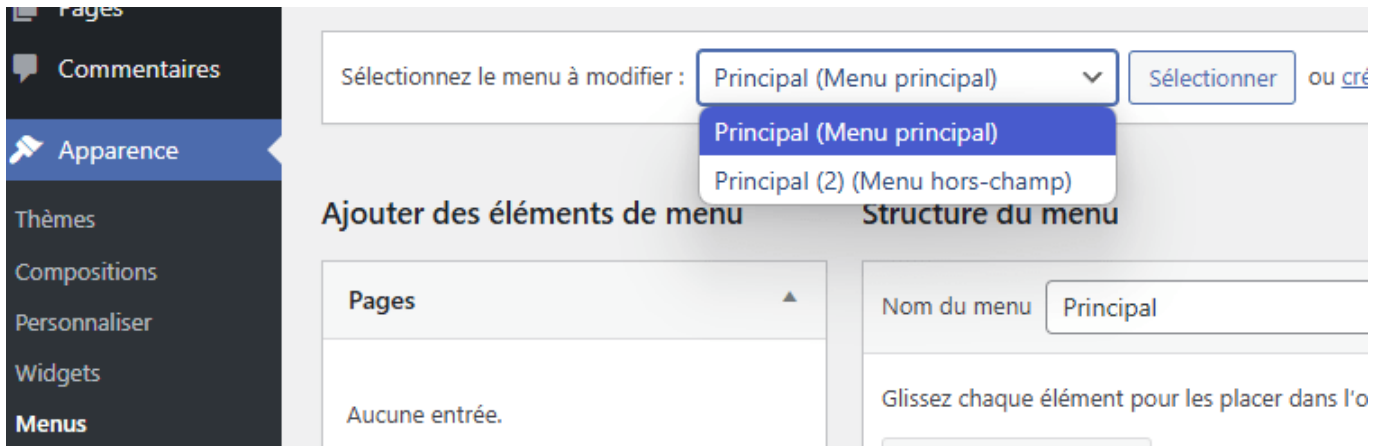 Pages
Commentaires
Apparence
Thèmes
Compositions
Personnaliser
Widgets
Menus
Sélectionnez le menu à modifier : Principal (Menu principal) Sélectionner ou cré
Principal (Menu principal)
Principal (2) (Menu hors-champ)
Ajouter des éléments de menu
Pages
Aucune entrée.
Structure du menu
Nom du menu Principal
Glissez chaque élément pour les placer dans l'o